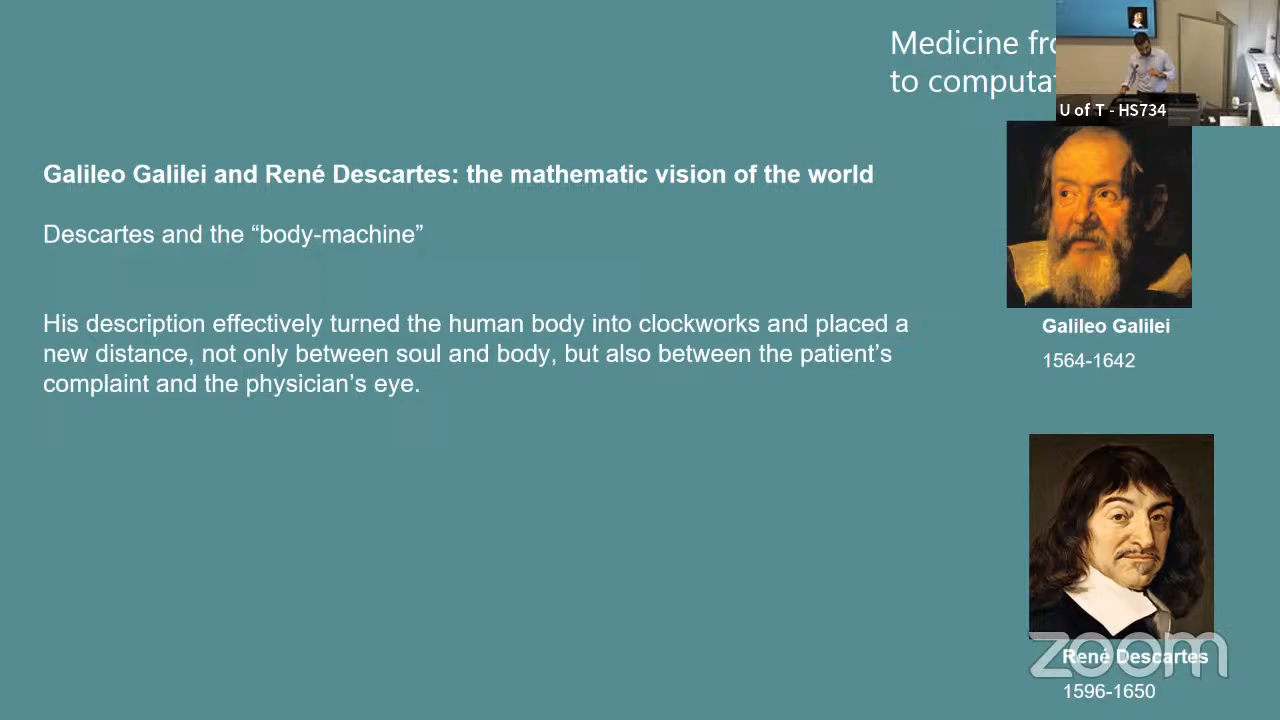 Medicine fr
to computa
U of T - HS734
Galileo Galilei and René Descartes: the mathematic vision of the world
Descartes and the “body-machine”
His description effectively turned the human body into clockworks and placed a
new distance, not only between soul and body, but also between the patient’s
complaint and the physician’s eye.
Galileo Galilei
1564-1642
zoom
René Descartes
1596-1650